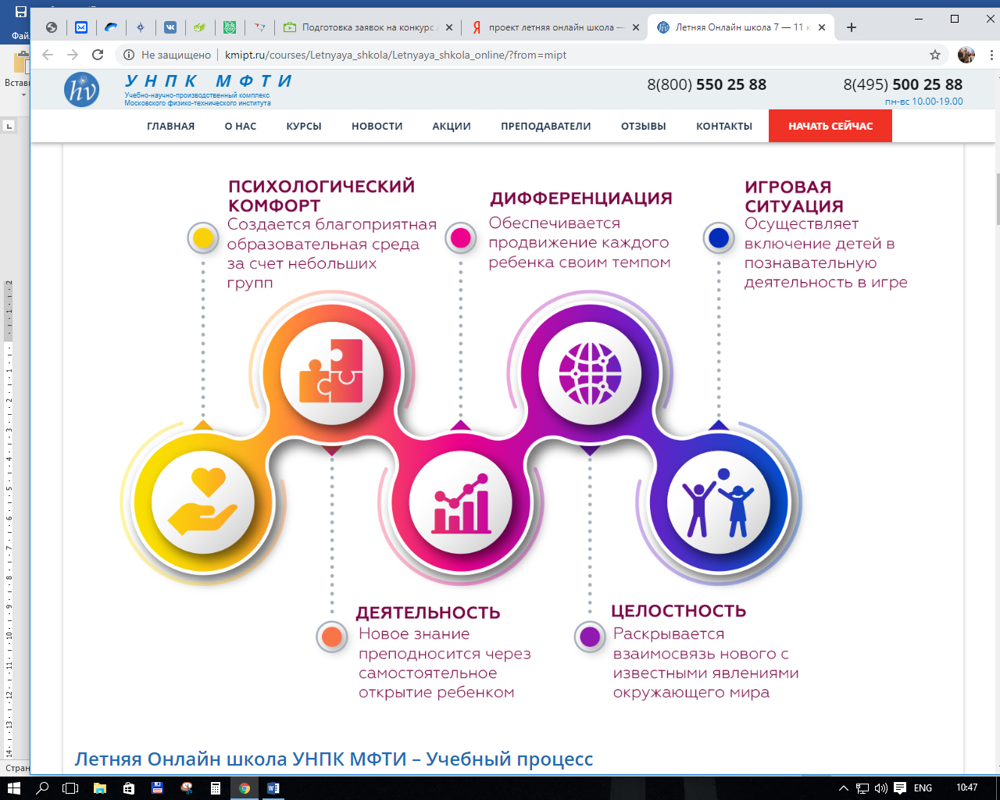 Фай
Подготовка заявок на конкурс
проект летняя онлайн школа —
Летняя Онлайн школа 7 — 11 к
Не защищено
kmipt.ru/courses/Letnyaya_shkola/Letnyaya_shkola_online/?from=mipt
Встави
hv
УНПК МФТИ
Учебно-научно-производственный комплекс
Московского физико-технического института
8(800) 550 25 88
8(495) 500 25 88
пн-вс 10.00-19.00
ГЛАВНАЯ О НАС КУРСЫ НОВОСТИ АКЦИИ ПРЕПОДАВАТЕЛИ ОТЗЫВЫ КОНТАКТЫ НАЧАТЬ СЕЙЧАС
ПСИХОЛОГИЧЕСКИЙ
КОМФОРТ
Создается благоприятная
образовательная среда
за счет небольших
групп
ДИФФЕРЕНЦИАЦИЯ
Обеспечивается
продвижение каждого
ребенка своим темпом
ИГРОВАЯ
СИТУАЦИЯ
Осуществляет
включение детей в
познавательную
деятельность в игре
ДЕЯТЕЛЬНОСТЬ
Новое знание
преподносится через
самостоятельное
открытие ребенком
ЦЕЛОСТНОСТЬ
Раскрывается
взаимосвязь нового с
известными явлениями
окружающего мира
Летняя Онлайн школа УНПК МФТИ – Учебный процесс
Стран
ENG
10:47